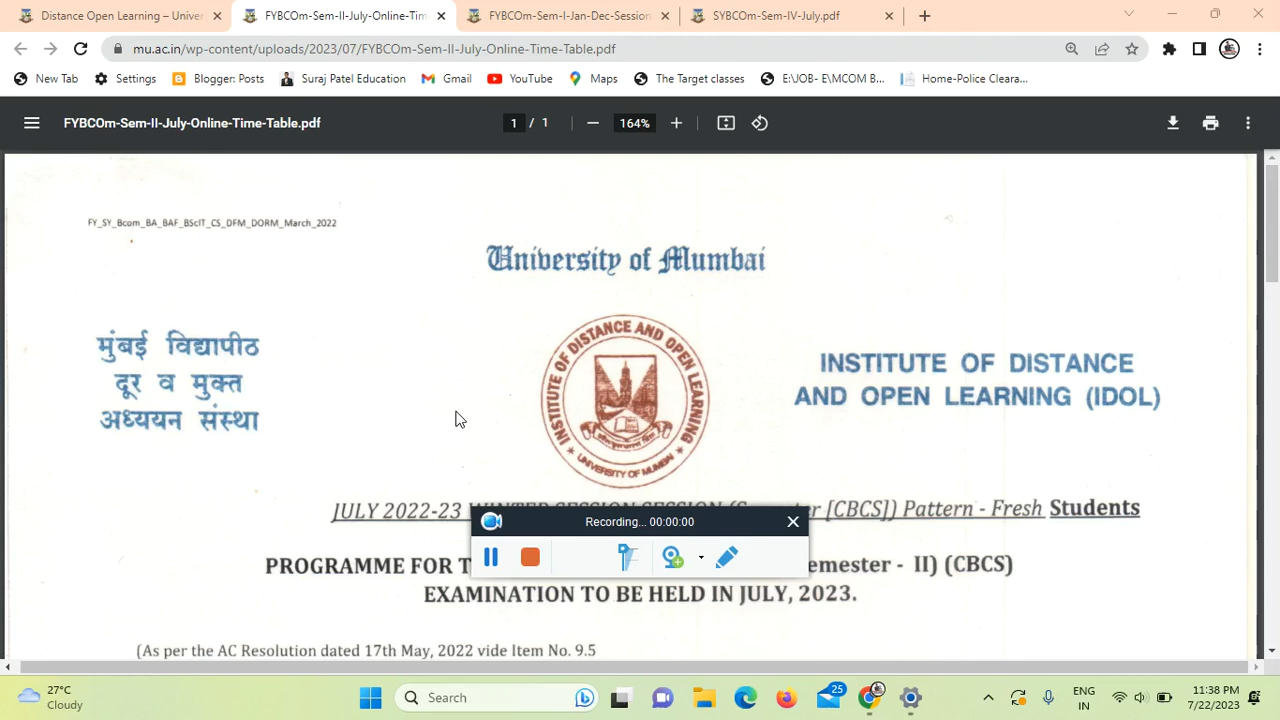 Distance Open Learning – Univer
FYBCOm-Sem-II-July-Online-Tim
FYBCOm-Sem-I-Jan-Dec-Session
SYBCOm-Sem-IV-July.pdf
mu.ac.in/wp-content/uploads/2023/07/FYBCOm-Sem-II-July-Online-Time-Table.pdf
New Tab
Settings
Blogger: Posts
Suraj Patel Education
Gmail
YouTube
Maps
The Target classes
E:\JOB- E\MCOM B...
Home-Police Cleara...
FYBCOm-Sem-II-July-Online-Time-Table.pdf
1 / 1
164%
FY_SY_Bcom_BA_BAF_BScIT_CS_DFM_DORM_March_2022
University of Mumbai
मुंबई विद्यापीठ
दूर व मुक्त
अध्ययन संस्था
INSTITUTE OF DISTANCE AND OPEN LEARNING
UNIVERSITY OF MUMBAI
INSTITUTE OF DISTANCE
AND OPEN LEARNING (IDOL)
JULY 2022-23 WINTER SESSION SESSION (S er [CBCS]) Pattern - Fresh Students
Recording... 00:00:00
PROGRAMME FOR T emester - II) (CBCS)
EXAMINATION TO BE HELD IN JULY, 2023.
(As per the AC Resolution dated 17th May, 2022 vide Item No. 9.5
27°C
Cloudy
Search
25
ENG
IN
11:38 PM
7/22/2023